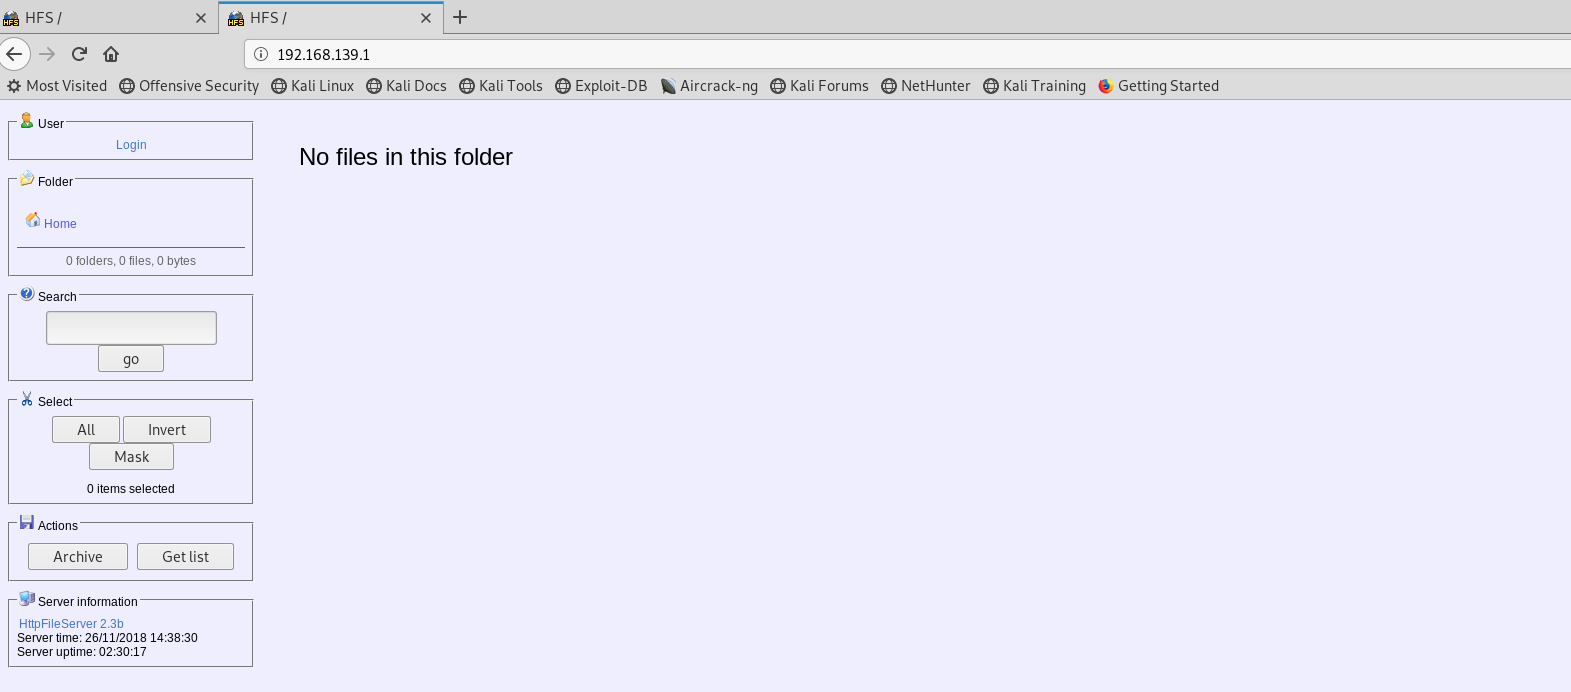 HFS /
HFS /
192.168.139.1
Most Visited Offensive Security Kali Linux Kali Docs Kali Tools Exploit-DB Aircrack-ng Kali Forums NetHunter Kali Training Getting Started
User
Login
No files in this folder
Folder
Home
0 folders, 0 files, 0 bytes
Search
go
Select
All Invert
Mask
0 items selected
Actions
Archive Get list
Server information
HttpFileServer 2.3b
Server time: 26/11/2018 14:38:30
Server uptime: 02:30:17